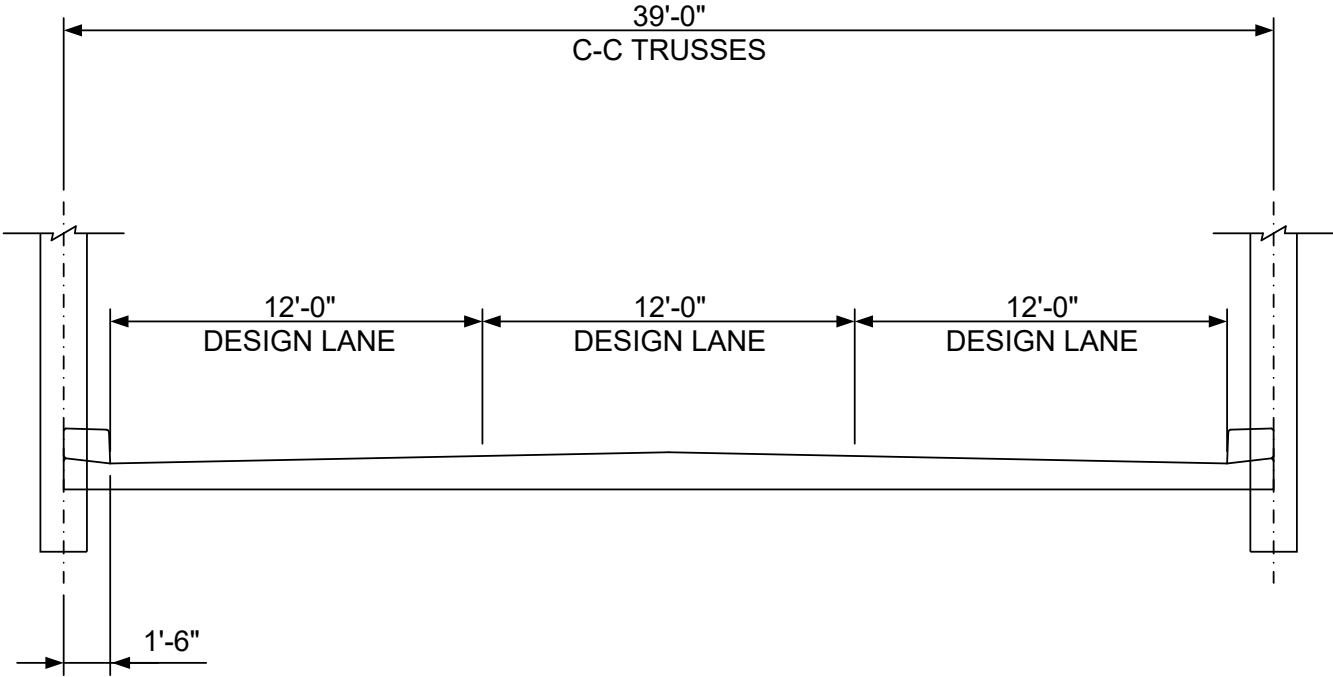 39'-0"
C-C TRUSSES
12'-0"
DESIGN LANE
12'-0"
DESIGN LANE
12'-0"
DESIGN LANE
1'-6"